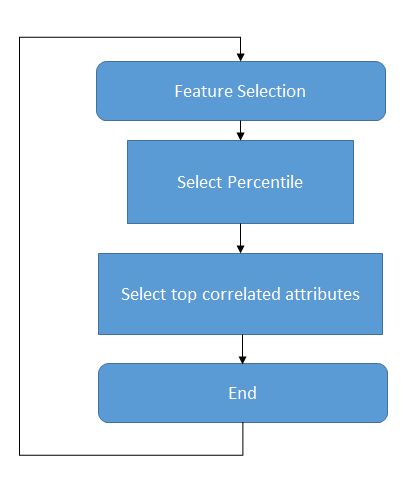 Feature Selection
Select Percentile
Select top correlated attributes
End